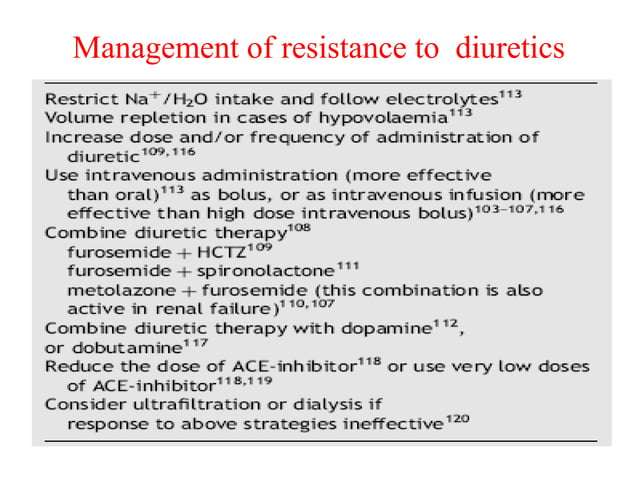 Management of resistance to diuretics
Restrict Na⁺/H₂O intake and follow electrolytes¹¹³
Volume repletion in cases of hypovolaemia¹¹³
Increase dose and/or frequency of administration of
diuretic¹⁰⁹,¹¹⁶
Use intravenous administration (more effective
than oral)¹¹³ as bolus, or as intravenous infusion (more
effective than high dose intravenous bolus)¹⁰³⁻¹⁰⁷,¹¹⁶
Combine diuretic therapy¹⁰⁸
furosemide + HCTZ¹⁰⁹
furosemide + spironolactone¹¹¹
metolazone + furosemide (this combination is also
active in renal failure)¹¹⁰,¹⁰⁷
Combine diuretic therapy with dopamine¹¹²,
or dobutamine¹¹⁷
Reduce the dose of ACE-inhibitor¹¹⁸ or use very low doses
of ACE-inhibitor¹¹⁸,¹¹⁹
Consider ultrafiltration or dialysis if
response to above strategies ineffective¹²⁰